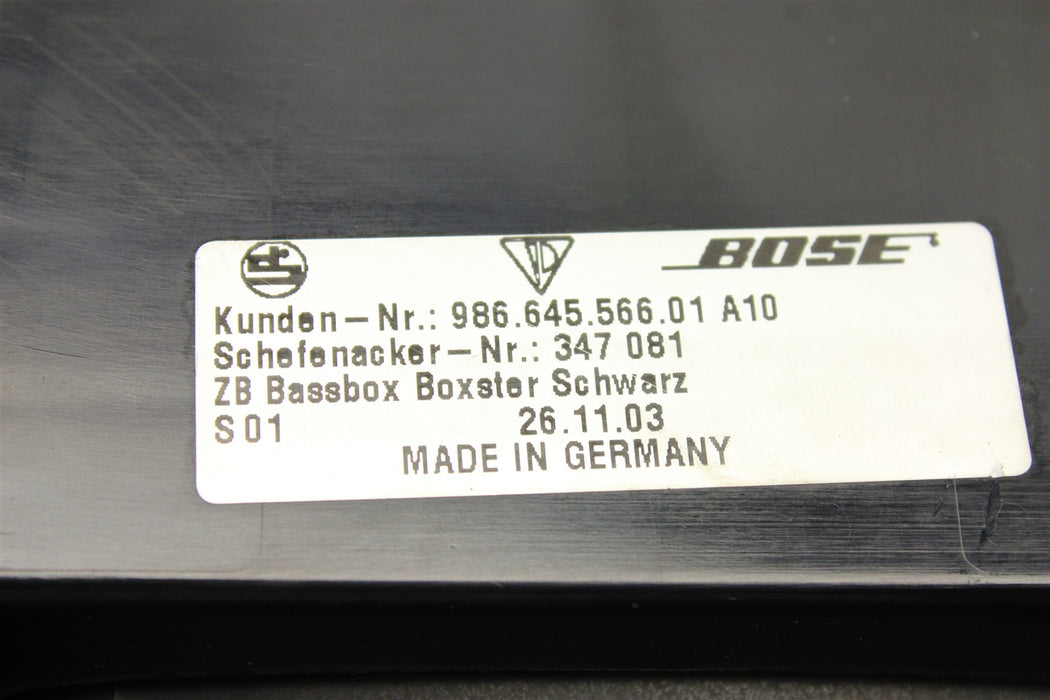 BOSE
Kunden-Nr.: 986.645.566.01 A10
Schefenacker-Nr.: 347 081
ZB Bassbox Boxster Schwarz
S01 26.11.03
MADE IN GERMANY